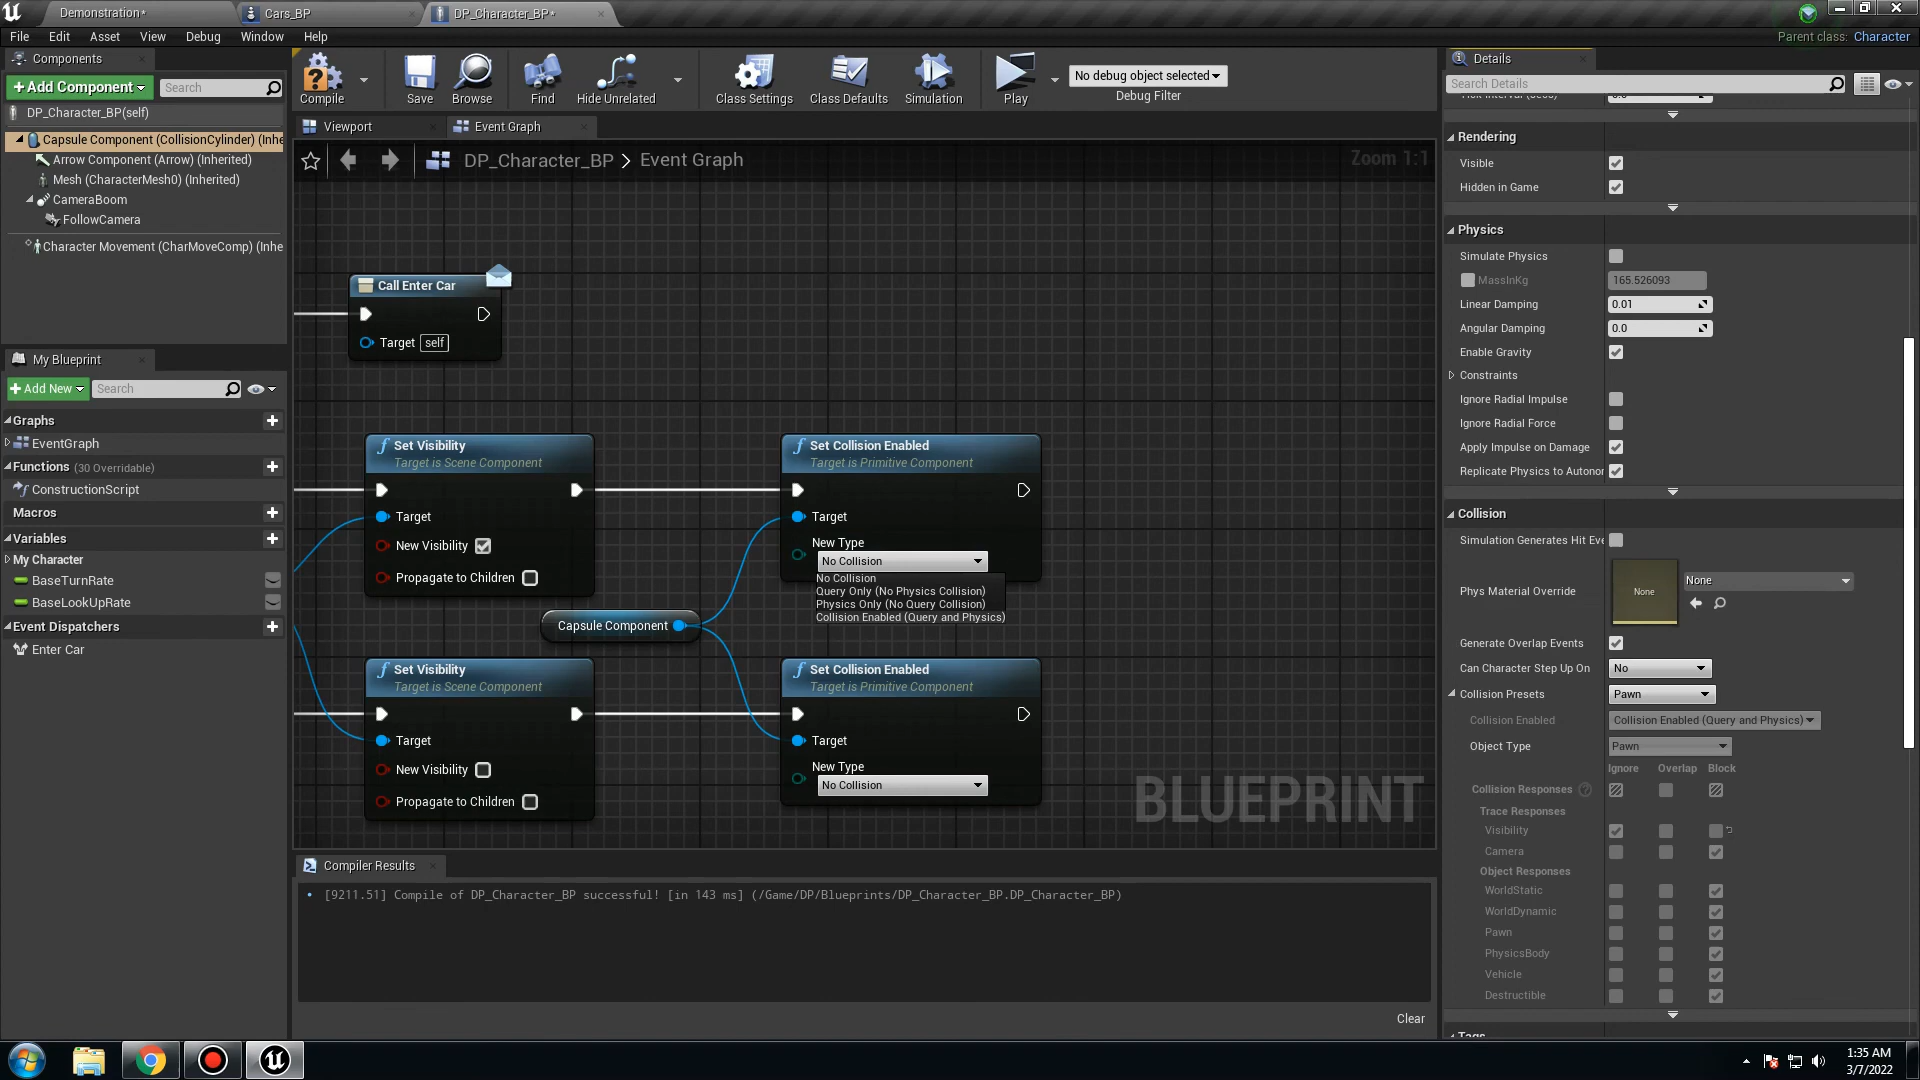 Demonstration*
Cars_BP
DP_Character_BP*
File Edit Asset View Debug Window Help
Parent class: Character
Components
+Add Component
Search
DP_Character_BP(self)
Capsule Component (CollisionCylinder) (Inhe
Arrow Component (Arrow) (Inherited)
Mesh (CharacterMesh0) (Inherited)
CameraBoom
FollowCamera
Character Movement (CharMoveComp) (Inhe
My Blueprint
+Add New
Search
Graphs
EventGraph
Functions (30 Overridable)
ConstructionScript
Macros
Variables
My Character
BaseTurnRate
BaseLookUpRate
Event Dispatchers
Enter Car
Compile
Save
Browse
Find
Hide Unrelated
Class Settings
Class Defaults
Simulation
Play
No debug object selected
Debug Filter
Viewport
Event Graph
DP_Character_BP > Event Graph
Zoom 1:1
Call Enter Car
Target self
Set Visibility
Target is Scene Component
Target
New Visibility
Propagate to Children
Set Collision Enabled
Target is Primitive Component
Target
New Type
No Collision
No Collision
Query Only (No Physics Collision)
Physics Only (No Query Collision)
Collision Enabled (Query and Physics)
Capsule Component
Set Visibility
Target is Scene Component
Target
New Visibility
Propagate to Children
Set Collision Enabled
Target is Primitive Component
Target
New Type
No Collision
BLUEPRINT
Compiler Results
[9211.51] Compile of DP_Character_BP successful! [in 143 ms] (/Game/DP/Blueprints/DP_Character_BP.DP_Character_BP)
Clear
Details
Search Details
Rendering
Visible
Hidden in Game
Physics
Simulate Physics
MassInKg 165.526093
Linear Damping 0.01
Angular Damping 0.0
Enable Gravity
Constraints
Ignore Radial Impulse
Ignore Radial Force
Apply Impulse on Damage
Replicate Physics to Autonor
Collision
Simulation Generates Hit Eve
Phys Material Override
None
None
Generate Overlap Events
Can Character Step Up On No
Collision Presets Pawn
Collision Enabled Collision Enabled (Query and Physics)
Object Type Pawn
Ignore Overlap Block
Collision Responses
Trace Responses
Visibility
Camera
Object Responses
WorldStatic
WorldDynamic
Pawn
PhysicsBody
Vehicle
Destructible
1:35 AM
3/7/2022